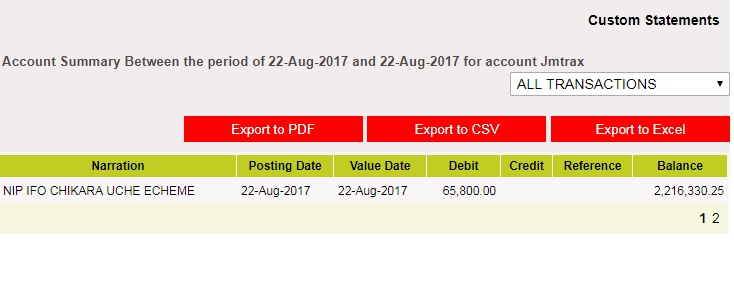 Custom Statements
Account Summary Between the period of 22-Aug-2017 and 22-Aug-2017 for account Jmtrax
ALL TRANSACTIONS
Export to PDF Export to CSV Export to Excel
Narration Posting Date Value Date Debit Credit Reference Balance
NIP IFO CHIKARA UCHE ECHEME 22-Aug-2017 22-Aug-2017 65,800.00 2,216,330.25
1 2